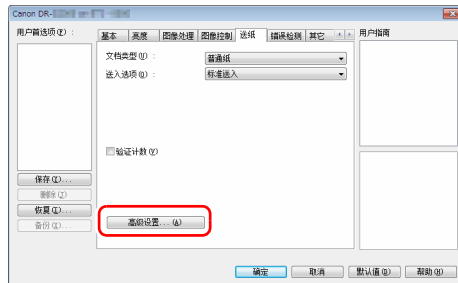 Canon DR-
用户首选项(F) :
基本 亮度 图像处理 图像控制 送纸 错误检测 其它
用户指南
文档类型(U) : 普通纸
送入选项(Q) : 标准送入
验证计数(Y)
保存(I)...
删除(J)
恢复(I)...
备份(X)...
高级设置... (A)
确定 取消 默认值(D) 帮助(H)